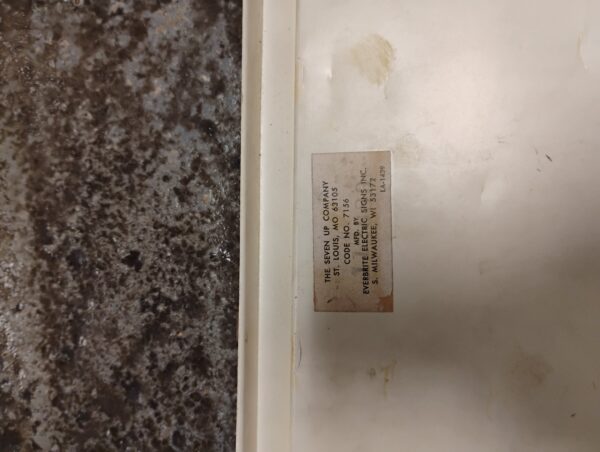 THE SEVEN UP COMPANY
ST. LOUIS, MO 63105
CODE NO. 7156
MFD. BY
EVERBRITE ELECTRIC SIGNS INC.
S. MILWAUKEE, WI 53172
EA-1439